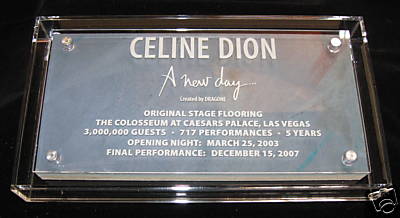 CELINE DION
A new day...
Created by DRAGONE
ORIGINAL STAGE FLOORING
THE COLOSSEUM AT CAESARS PALACE, LAS VEGAS
3,000,000 GUESTS • 717 PERFORMANCES • 5 YEARS
OPENING NIGHT: MARCH 25, 2003
FINAL PERFORMANCE: DECEMBER 15, 2007